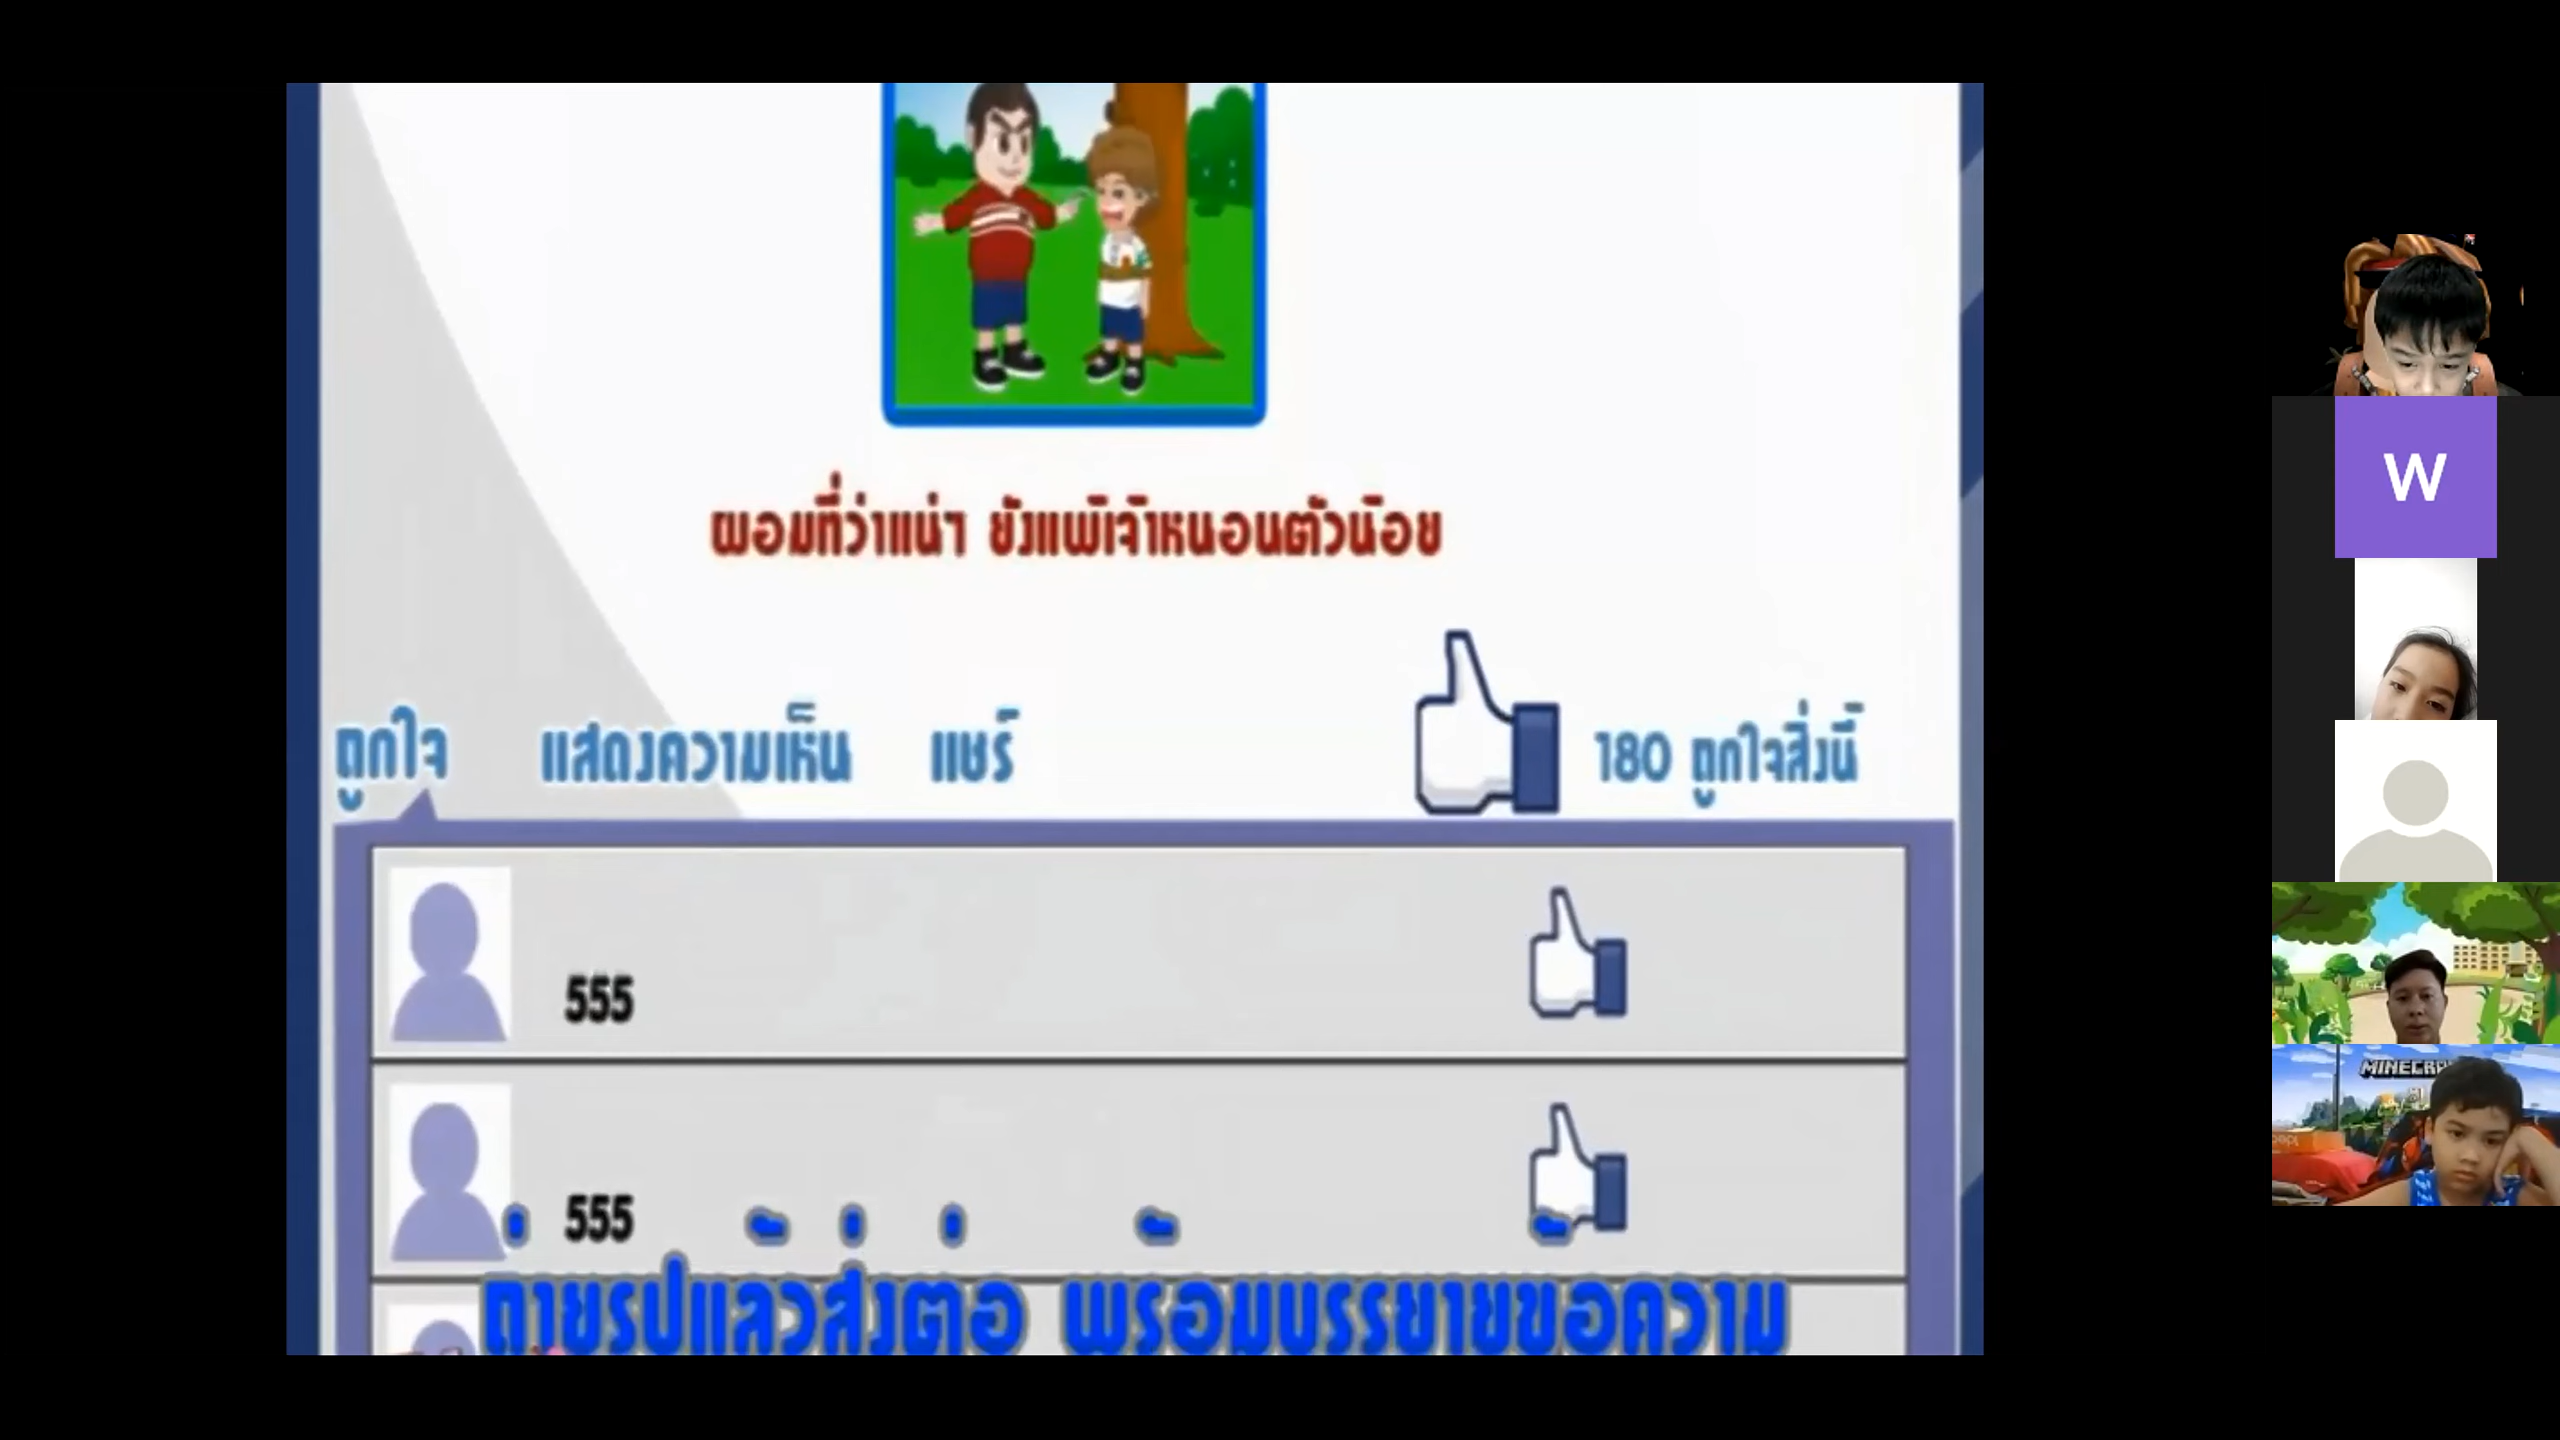 ผอมที่ว่าแน่ๆ ยังแพ้เจ้าหนอนตัวน้อย
ถูกใจ แสดงความเห็น แชร์ 180 ถูกใจสิ่งนี้
555
555
ถ่ายรูปแล้วส่งต่อ พร้อมบรรยายข้อความ
W